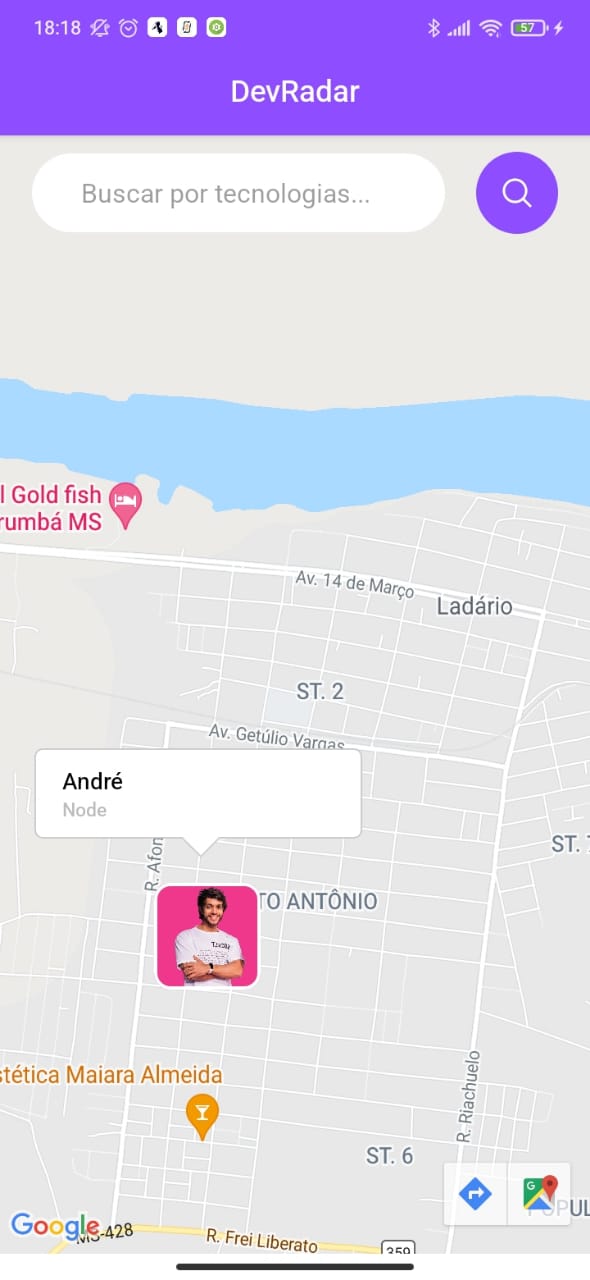 18:18
57
DevRadar
Buscar por tecnologias...
l Gold fish
rumbá MS
Av. 14 de Março
Ladário
ST. 2
Av. Getúlio Vargas
André
Node
R. Afon
ST.
TO ANTÔNIO
stética Maiara Almeida
R. Riachuelo
ST. 6
G
OPUL
Google
MS-428
R. Frei Liberato
359